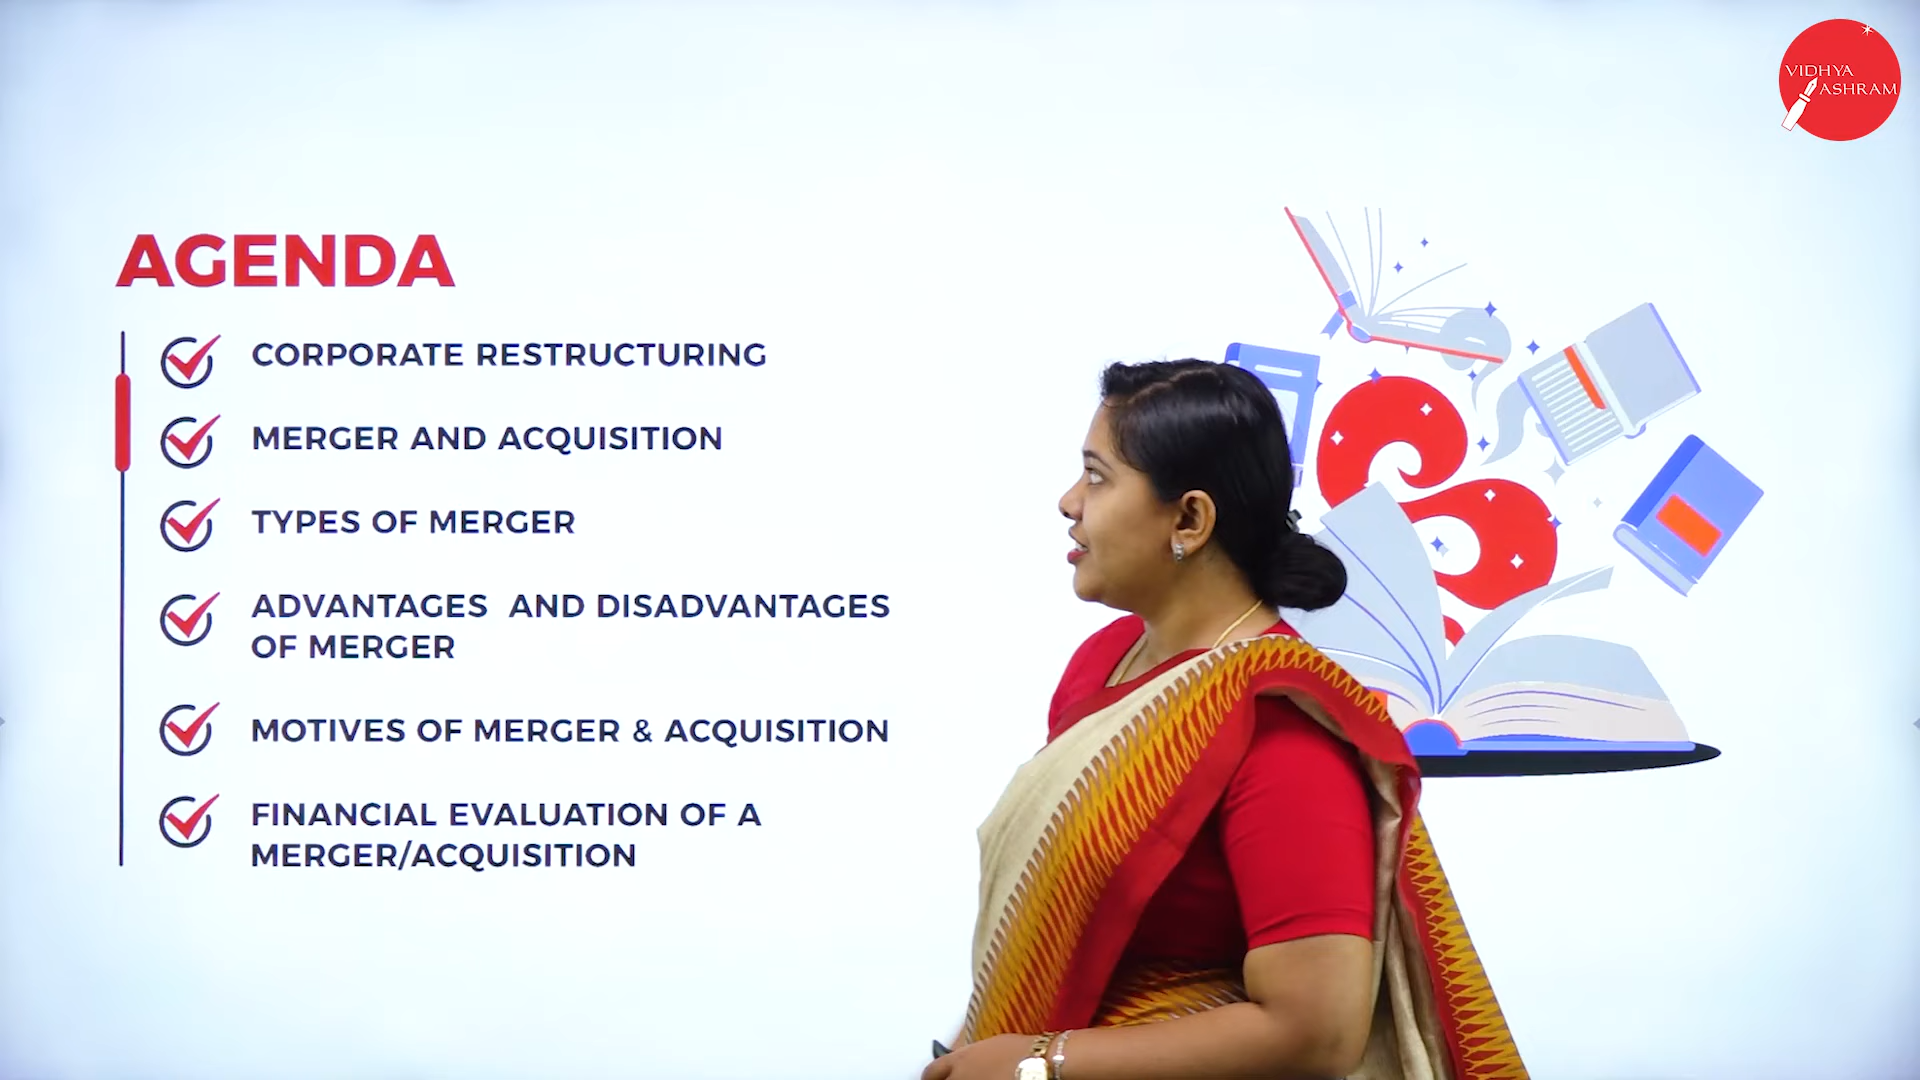 VIDHYA
ASHRAM
AGENDA
CORPORATE RESTRUCTURING
MERGER AND ACQUISITION
TYPES OF MERGER
ADVANTAGES AND DISADVANTAGES
OF MERGER
MOTIVES OF MERGER & ACQUISITION
FINANCIAL EVALUATION OF A
MERGER/ACQUISITION